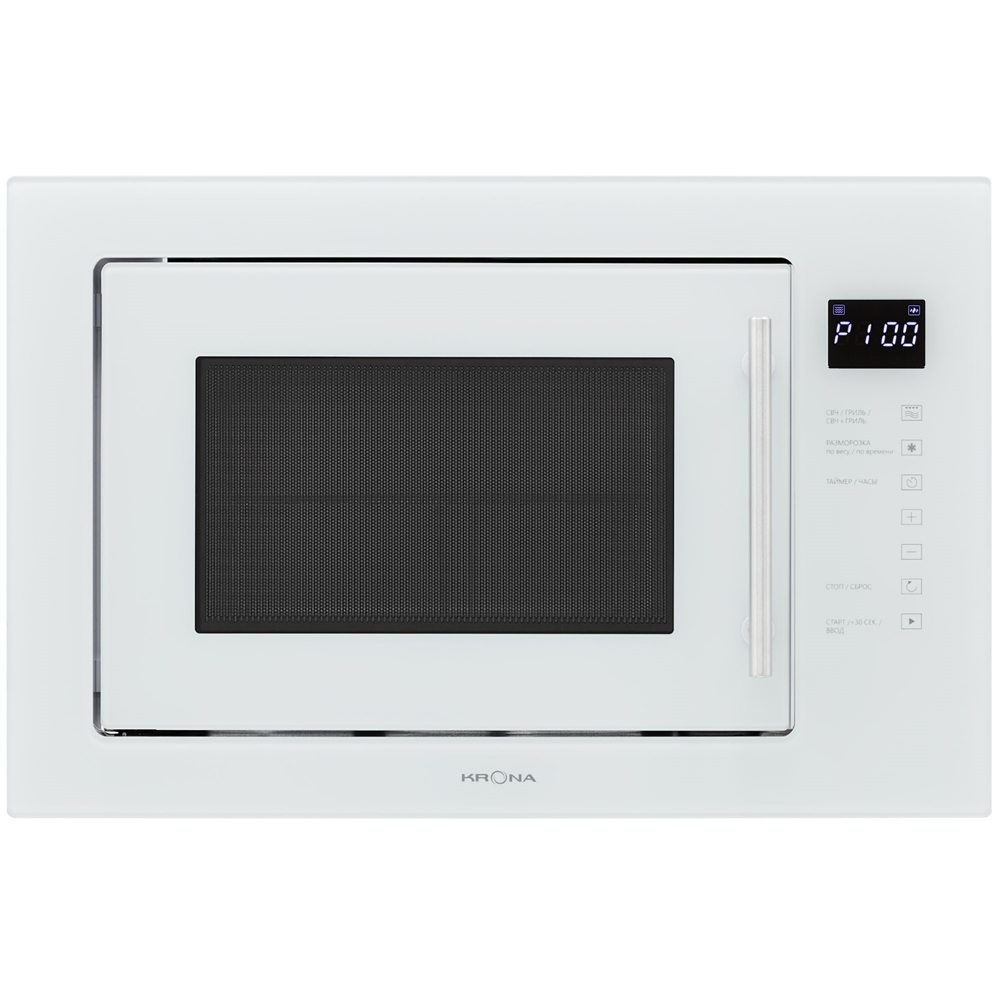 P100
СВЧ / ГРИЛЬ /
СВЧ + ГРИЛЬ
РАЗМОРОЗКА
по весу / по времени
ТАЙМЕР / ЧАСЫ
СТОП / СБРОС
СТАРТ / +30 СЕК. /
ВВОД
KRONA